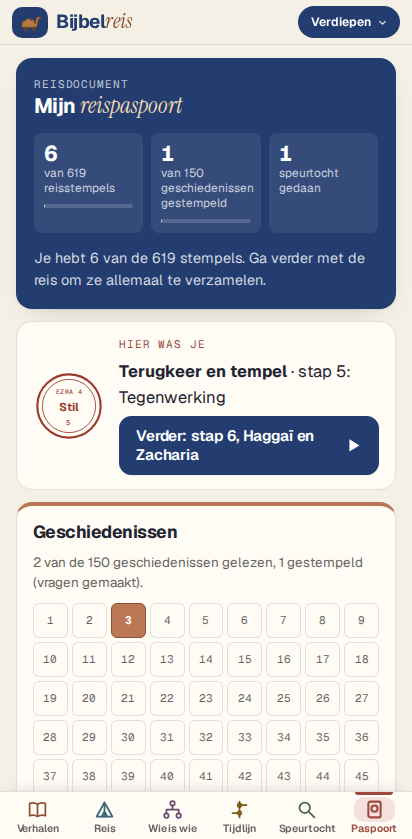 Bijbelreis
Verdiepen
REISDOCUMENT
Mijn reispaspoort
6
van 619
reisstempels
1
van 150
geschiedenissen
gestempeld
1
speurtocht
gedaan
Je hebt 6 van de 619 stempels. Ga verder met de
reis om ze allemaal te verzamelen.
EZRA 4
Stil
5
HIER WAS JE
Terugkeer en tempel · stap 5:
Tegenwerking
Verder: stap 6, Haggaï en
Zacharia
Geschiedenissen
2 van de 150 geschiedenissen gelezen, 1 gestempeld
(vragen gemaakt).
1 2 3 4 5 6 7 8 9
10 11 12 13 14 15 16 17 18
19 20 21 22 23 24 25 26 27
28 29 30 31 32 33 34 35 36
37 38 39 40 41 42 43 44 45
Verhalen Reis Wie is wie Tijdlijn Speurtocht Paspoort